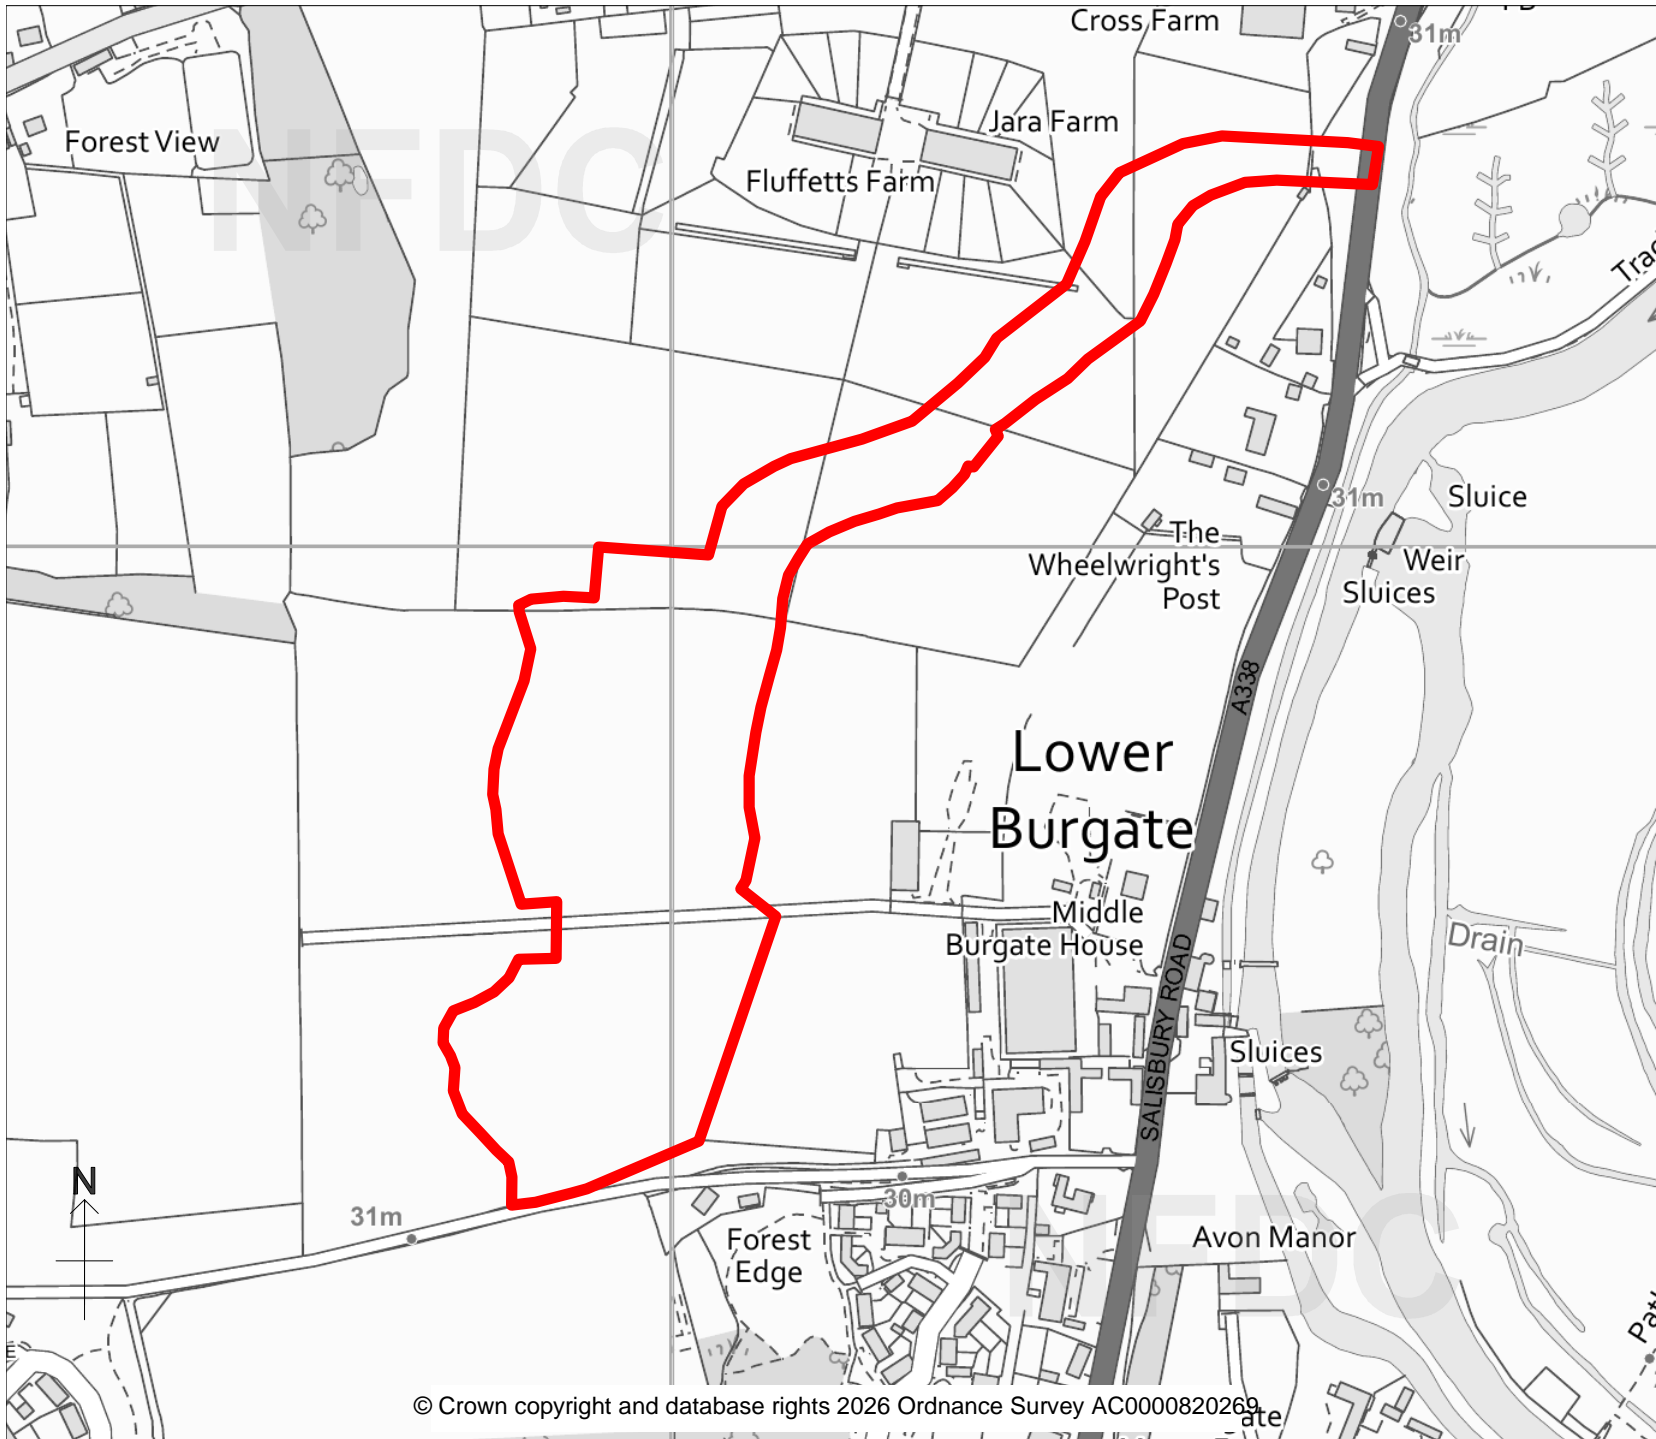 Cross Farm
31m
Forest View
NFDC
Jara Farm
Fluffetts Farm
31m
Sluice
The
Wheelwright's
Post
Weir
Sluices
A338
Lower
Burgate
Middle
Burgate House
Drain
SALISBURY ROAD
Sluices
N
30m
31m
NFDC
Avon Manor
Forest
Edge
© Crown copyright and database rights 2026 Ordnance Survey AC0000820269